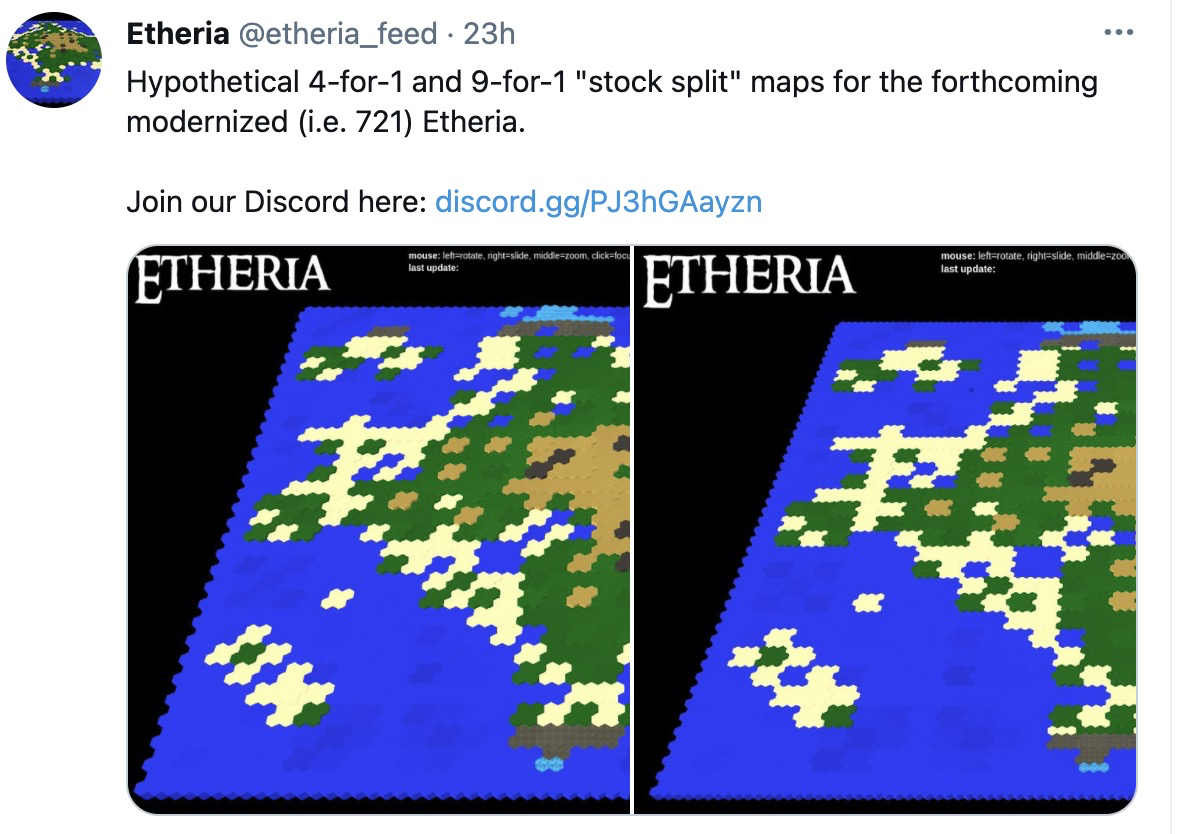 Etheria @etheria_feed · 23h
Hypothetical 4-for-1 and 9-for-1 "stock split" maps for the forthcoming
modernized (i.e. 721) Etheria.
Join our Discord here: discord.gg/PJ3hGAayzn
ETHERIA
mouse: left=rotate, right=slide, middle=zoom, click=focu
last update:
ETHERIA
mouse: left=rotate, right=slide, middle=zoo
last update: